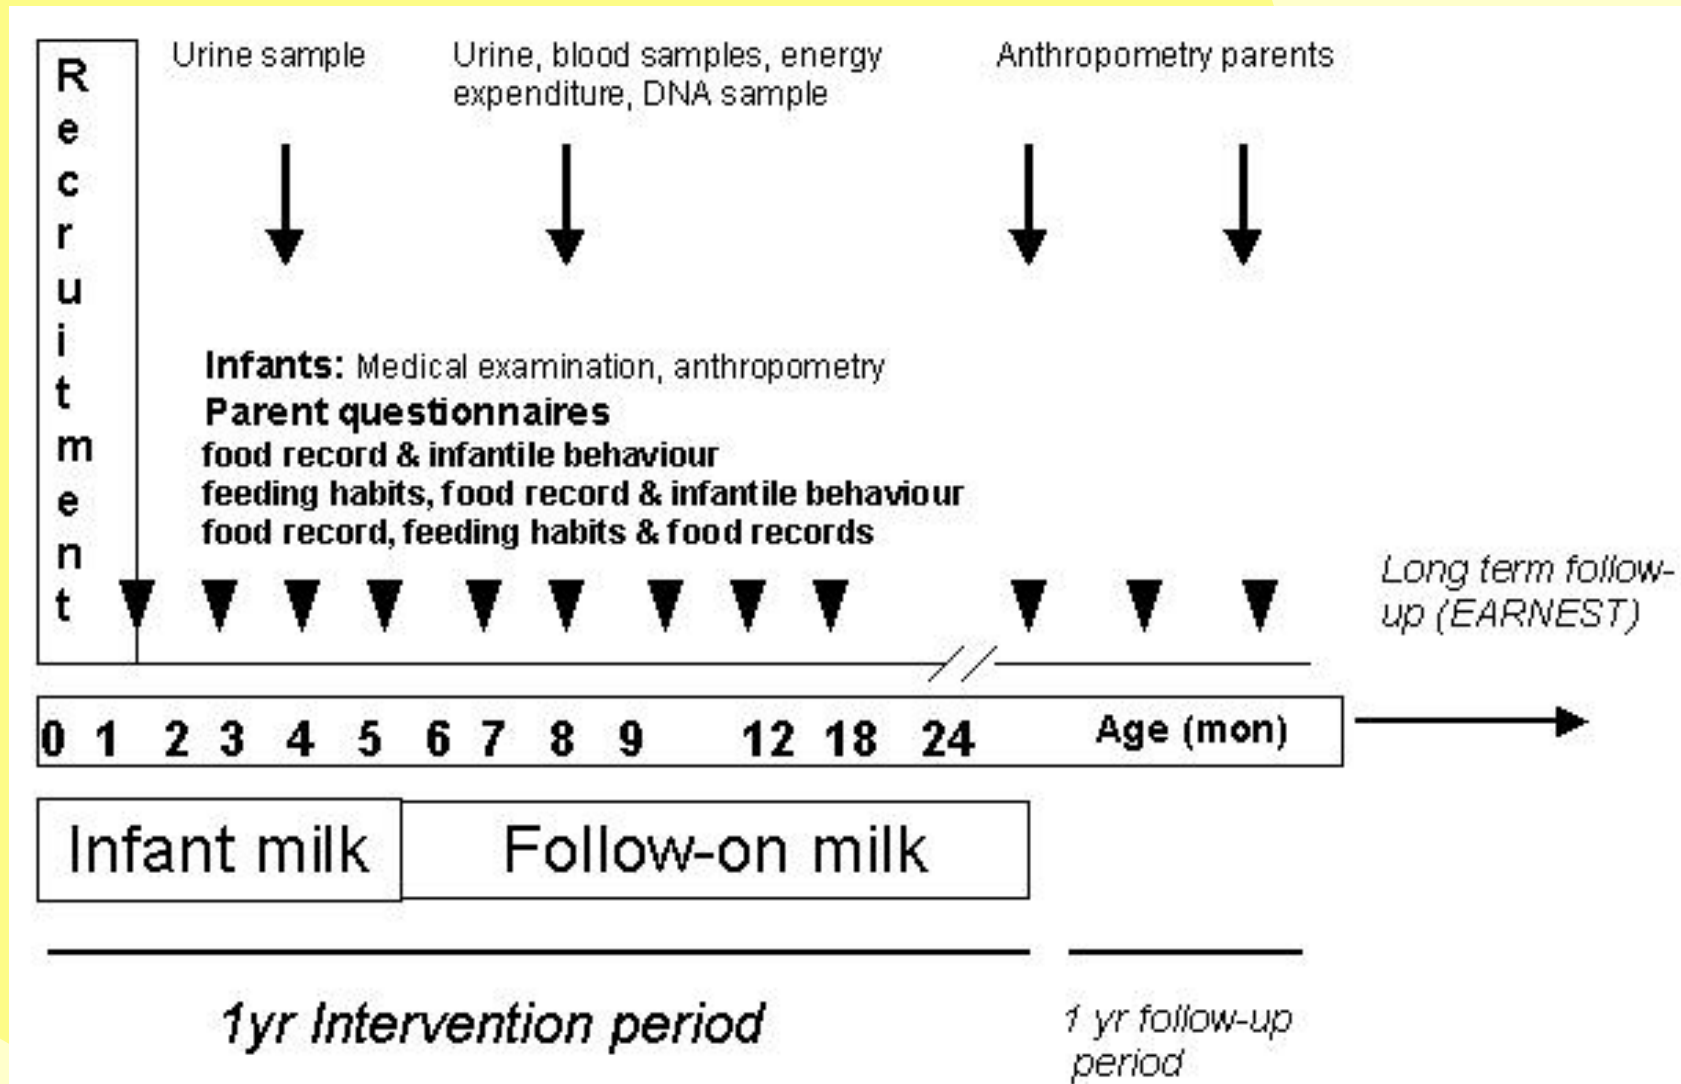 Recruitment
Urine sample
Urine, blood samples, energy
expenditure, DNA sample
Anthropometry parents
Infants: Medical examination, anthropometry
Parent questionnaires
food record & infantile behaviour
feeding habits, food record & infantile behaviour
food record, feeding habits & food records
Long term follow-
up (EARNEST)
0 1 2 3 4 5 6 7 8 9 12 18 24 Age (mon)
Infant milk
Follow-on milk
1yr Intervention period
1 yr follow-up
period